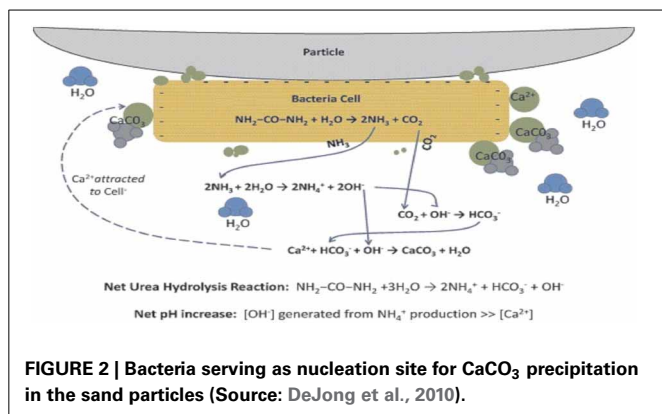 Particle
H₂O
Bacteria Cell
Ca²⁺
CaCO₃
NH₂–CO–NH₂ + H₂O → 2NH₃ + CO₂
H₂O
NH₃
CO₂
CaCO₃
CaCO₃
Ca²⁺attracted
to Cell⁻
2NH₃ + 2H₂O → 2NH₄⁺ + 2OH⁻
H₂O
H₂O
CO₂ + OH⁻ → HCO₃⁻
Ca²⁺+ HCO₃⁻ + OH⁻ → CaCO₃ + H₂O
Net Urea Hydrolysis Reaction: NH₂–CO–NH₂ +3H₂O → 2NH₄⁺ + HCO₃⁻ + OH⁻
Net pH increase: [OH⁻] generated from NH₄⁺ production >> [Ca²⁺]
FIGURE 2 | Bacteria serving as nucleation site for CaCO₃ precipitation
in the sand particles (Source: DeJong et al., 2010).